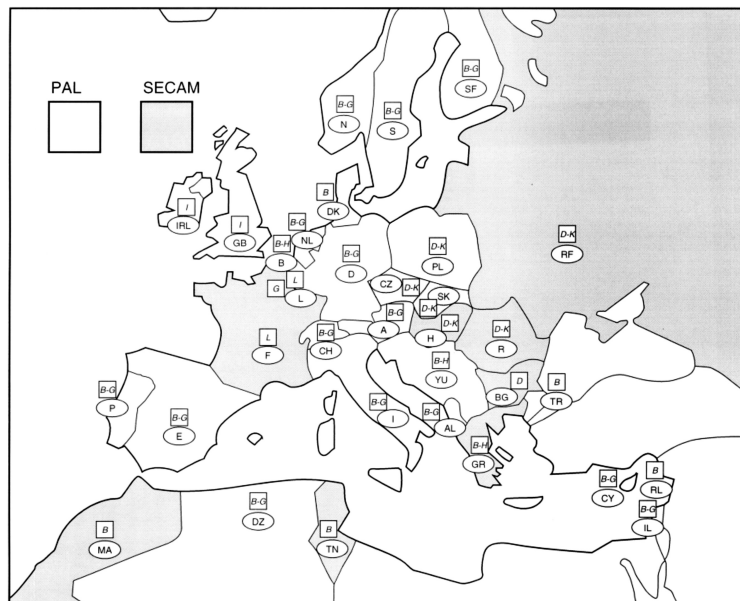 PAL
SECAM
B-G
SF
B-G
N
B-G
S
I
IRL
I
GB
B
DK
B-G
NL
B-H
B
B-G
D
D-K
PL
D-K
RF
CZ
D-K
SK
G
L
L
B-G
A
D-K
H
D-K
D-K
R
L
F
B-G
CH
B-H
YU
D
BG
B
TR
B-G
P
B-G
E
B-G
I
B-G
AL
B-H
GR
B-G
CY
B
RL
B-G
IL
B
MA
B-G
DZ
B
TN